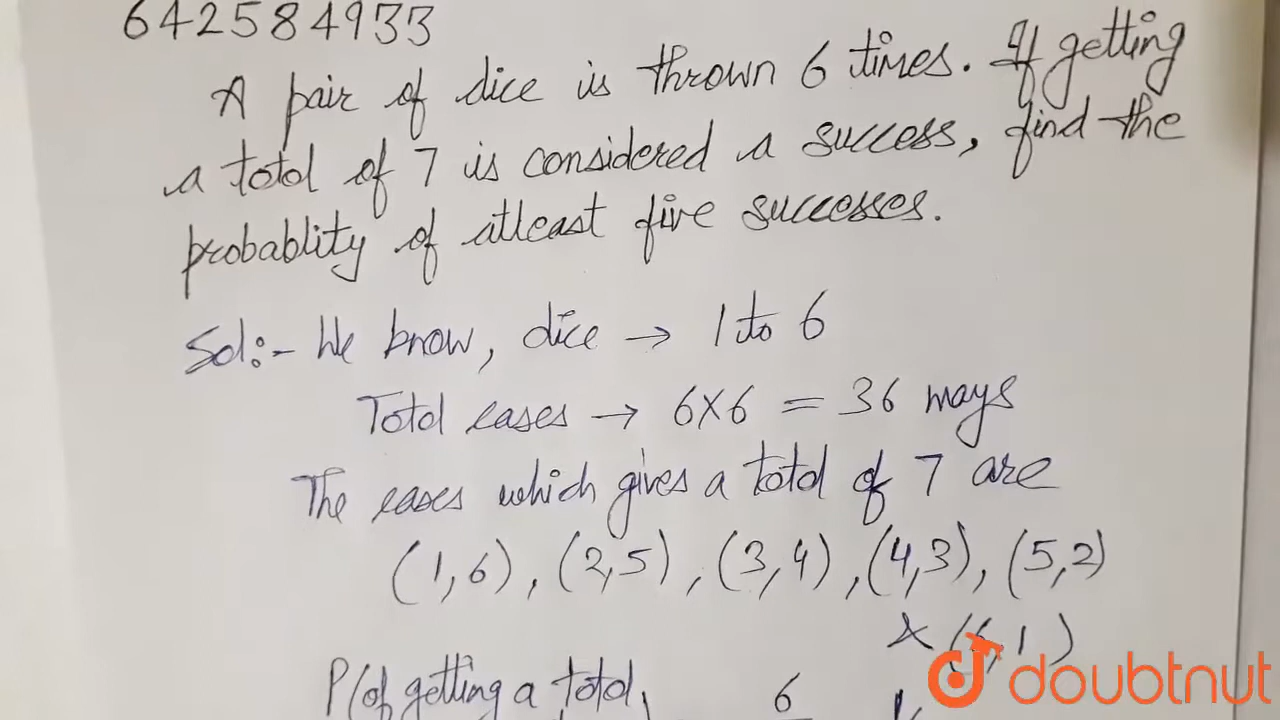 642584933
A pair of dice is thrown 6 times. If getting
a total of 7 is considered a success, find the
probablity of atleast five successes.
Sol:- We know, dice → 1 to 6
Total cases → 6x6 = 36 ways
The cases which gives a total of 7 are
(1,6), (2,5), (3,4), (4,3), (5,2)
& (6,1)
P(of getting a total
6
doubtnut